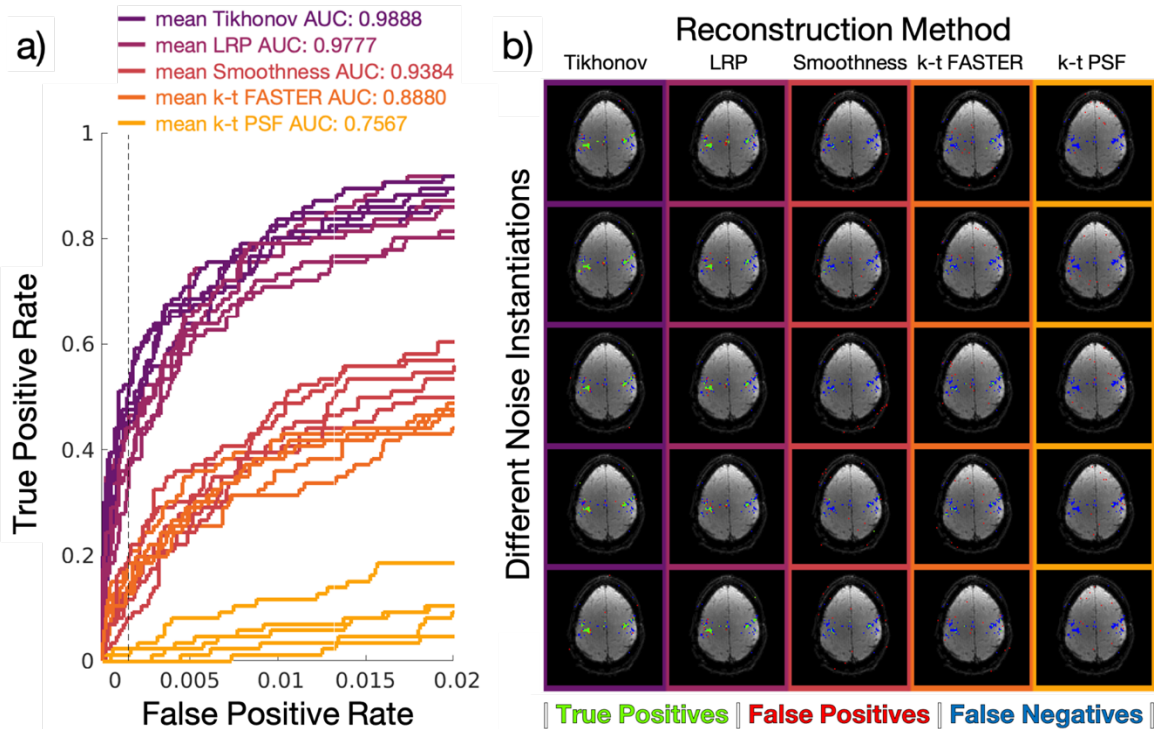 a)
mean Tikhonov AUC: 0.9888
mean LRP AUC: 0.9777
mean Smoothness AUC: 0.9384
mean k-t FASTER AUC: 0.8880
mean k-t PSF AUC: 0.7567
1
0.8
0.6
0.4
0.2
0
True Positive Rate
0 0.005 0.01 0.015 0.02
False Positive Rate
b)
Reconstruction Method
Tikhonov LRP Smoothness k-t FASTER k-t PSF
Different Noise Instantiations
True Positives False Positives False Negatives